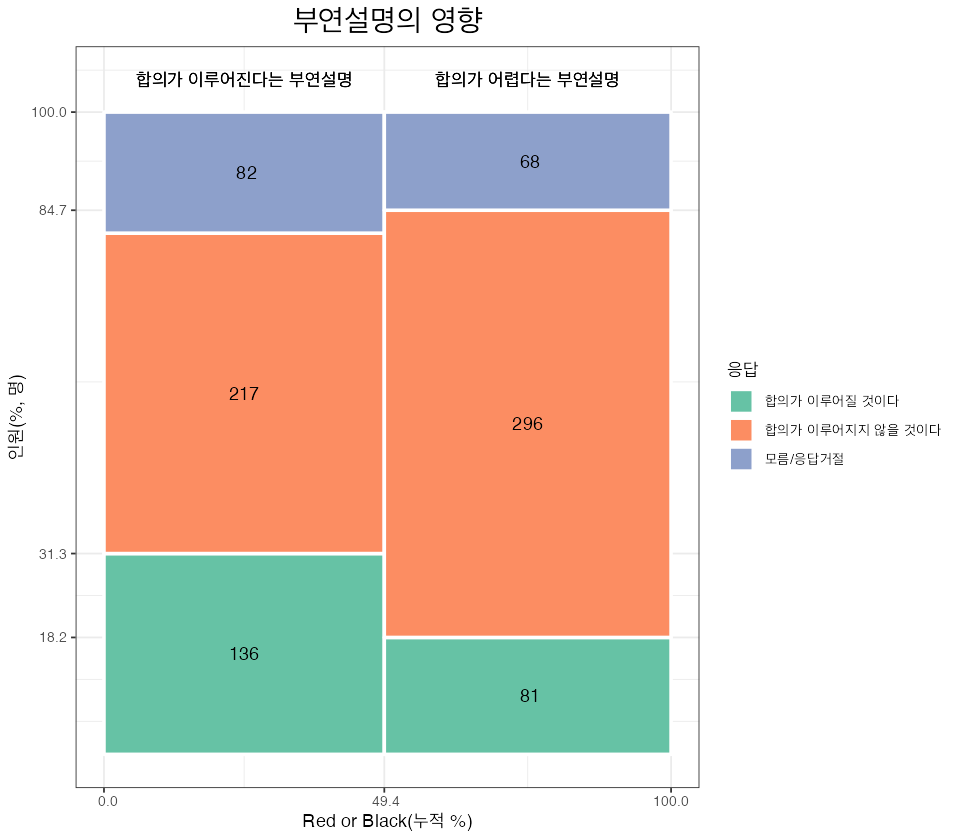 부연설명의 영향
합의가 이루어진다는 부연설명
합의가 어렵다는 부연설명
100.0
84.7
31.3
18.2
인원(%, 명)
82
68
217
296
136
81
0.0
49.4
100.0
Red or Black(누적 %)
응답
합의가 이루어질 것이다
합의가 이루어지지 않을 것이다
모름/응답거절